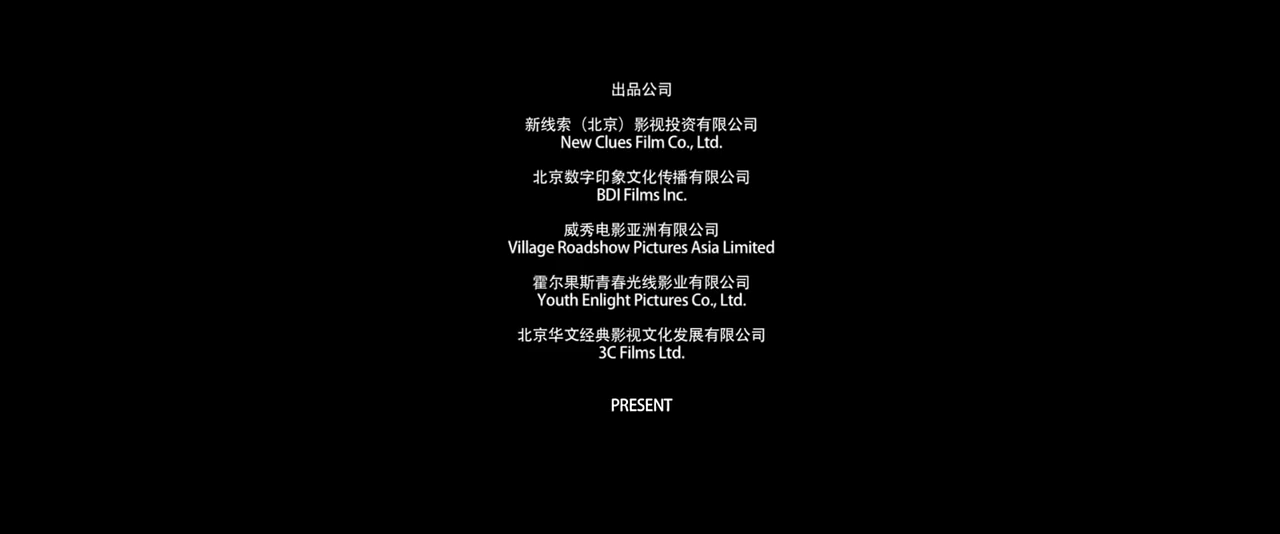 出品公司
新线索（北京）影视投资有限公司
New Clues Film Co., Ltd.
北京数字印象文化传播有限公司
BDI Films Inc.
威秀电影亚洲有限公司
Village Roadshow Pictures Asia Limited
霍尔果斯青春光线影业有限公司
Youth Enlight Pictures Co., Ltd.
北京华文经典影视文化发展有限公司
3C Films Ltd.
PRESENT